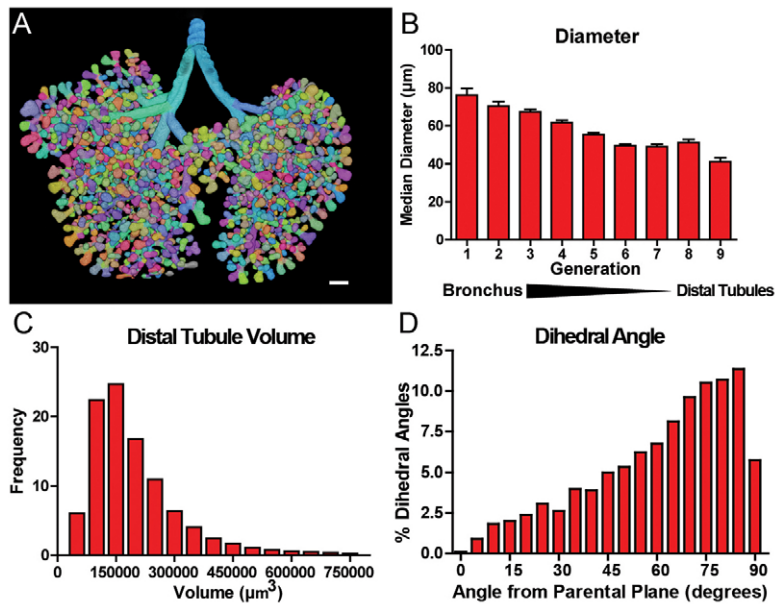 A
B
Diameter
Median Diameter (µm)
100
80
60
40
20
0
1 2 3 4 5 6 7 8 9
Generation
Bronchus
Distal Tubules
C
Distal Tubule Volume
Frequency
30
20
10
0
0 150000 300000 450000 600000 750000
Volume (µm³)
D
Dihedral Angle
% Dihedral Angles
12.5
10.0
7.5
5.0
2.5
0.0
0 15 30 45 60 75 90
Angle from Parental Plane (degrees)